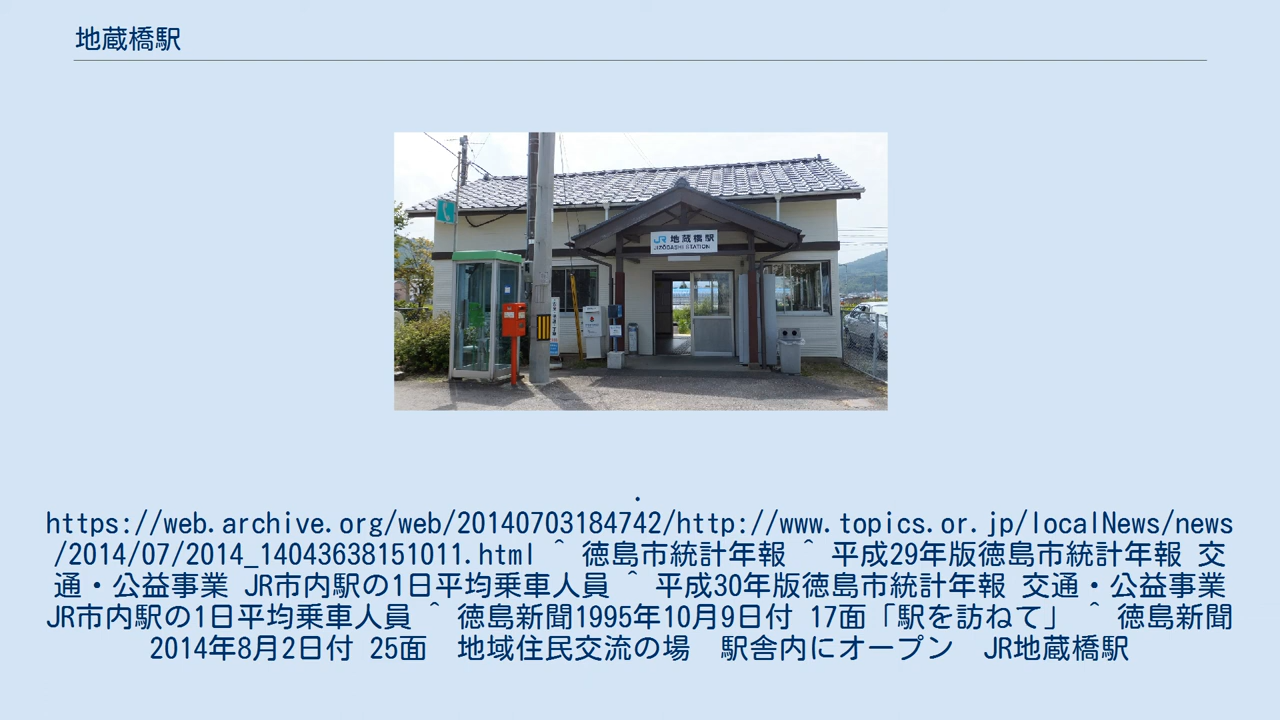 地蔵橋駅
JR 地蔵橋駅
JIZŌBASHI STATION
.
https://web.archive.org/web/20140703184742/http://www.topics.or.jp/localNews/news
/2014/07/2014_14043638151011.html ^ 徳島市統計年報 ^ 平成29年版徳島市統計年報 交
通・公益事業 JR市内駅の1日平均乗車人員 ^ 平成30年版徳島市統計年報 交通・公益事業
JR市内駅の1日平均乗車人員 ^ 徳島新聞1995年10月9日付 17面「駅を訪ねて」 ^ 徳島新聞
2014年8月2日付 25面　地域住民交流の場　駅舎内にオープン　JR地蔵橋駅